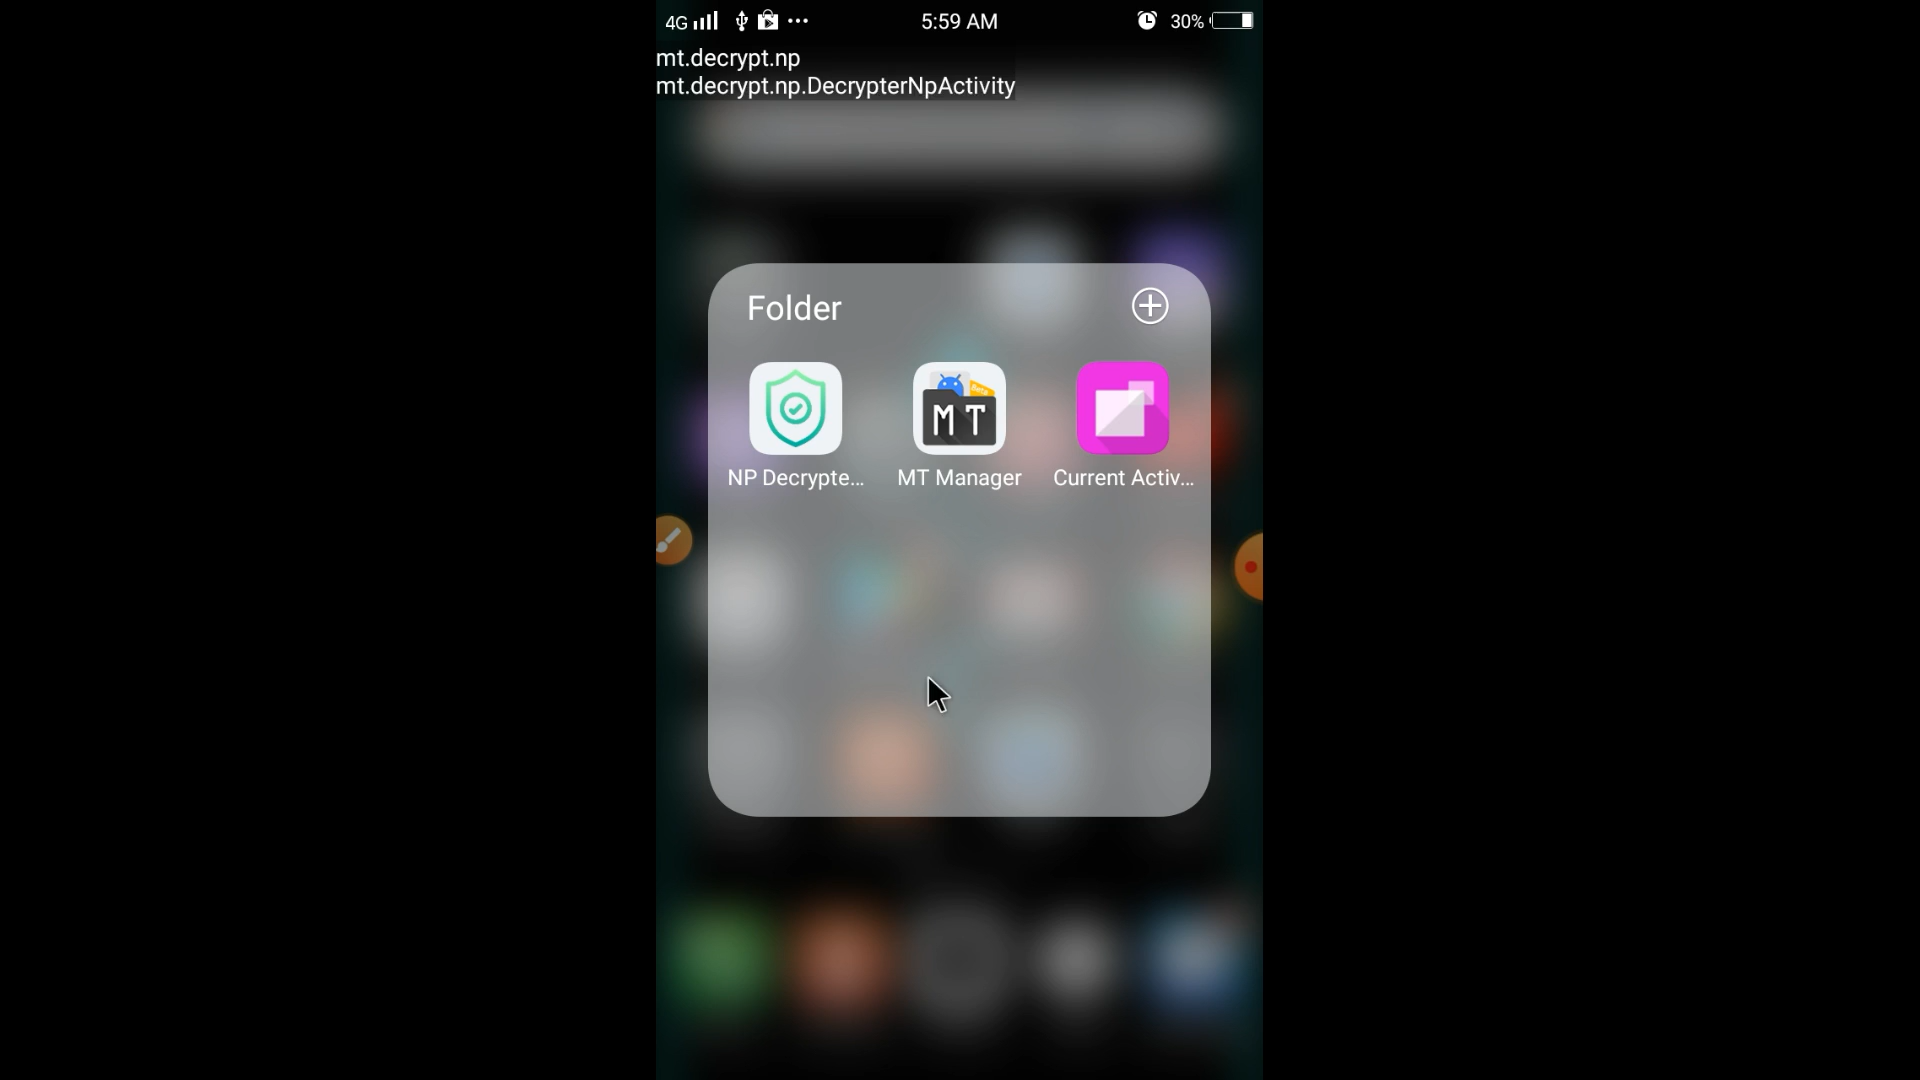 4G 5:59 AM 30%
mt.decrypt.np
mt.decrypt.np.DecrypterNpActivity
Folder
MT
NP Decrypte... MT Manager Current Activ...